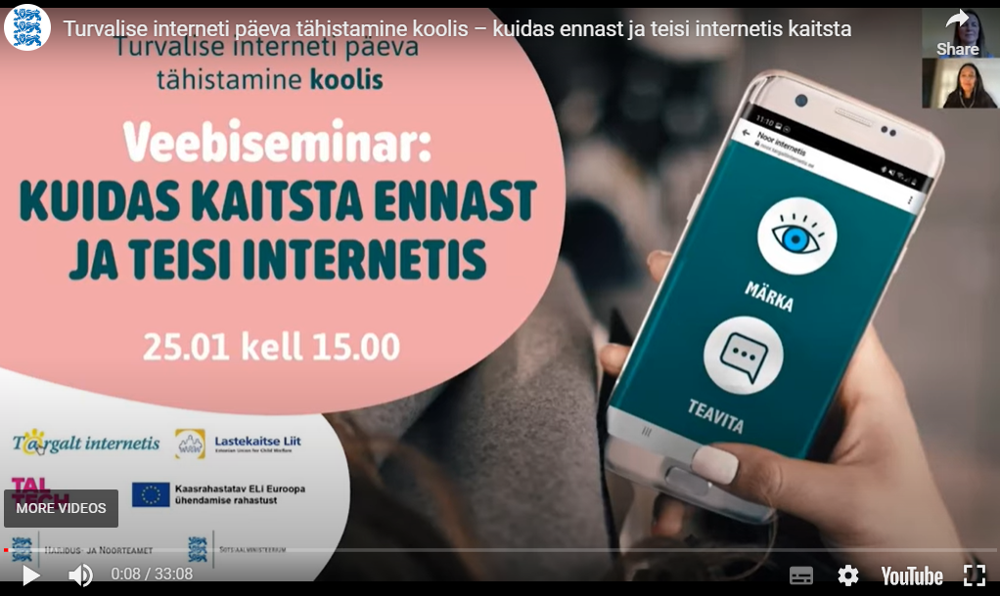 Turvalise interneti päeva tähistamine koolis – kuidas ennast ja teisi internetis kaitsta
Share
Turvalise interneti päeva
tähistamine koolis
Veebiseminar:
KUIDAS KAITSTA ENNAST
JA TEISI INTERNETIS
25.01 kell 15.00
11:10
Noor internetis
MÄRKA
TEAVITA
Targalt internetis
Lastekaitse Liit
Estonian Union for Child Welfare
TAL
TECH
Kaasrahastatav ELi Euroopa
ühendamise rahastust
MORE VIDEOS
HARIDUS- JA NOORTEAMET
SOTSIAALMINISTEERIUM
0:08 / 33:08
YouTube